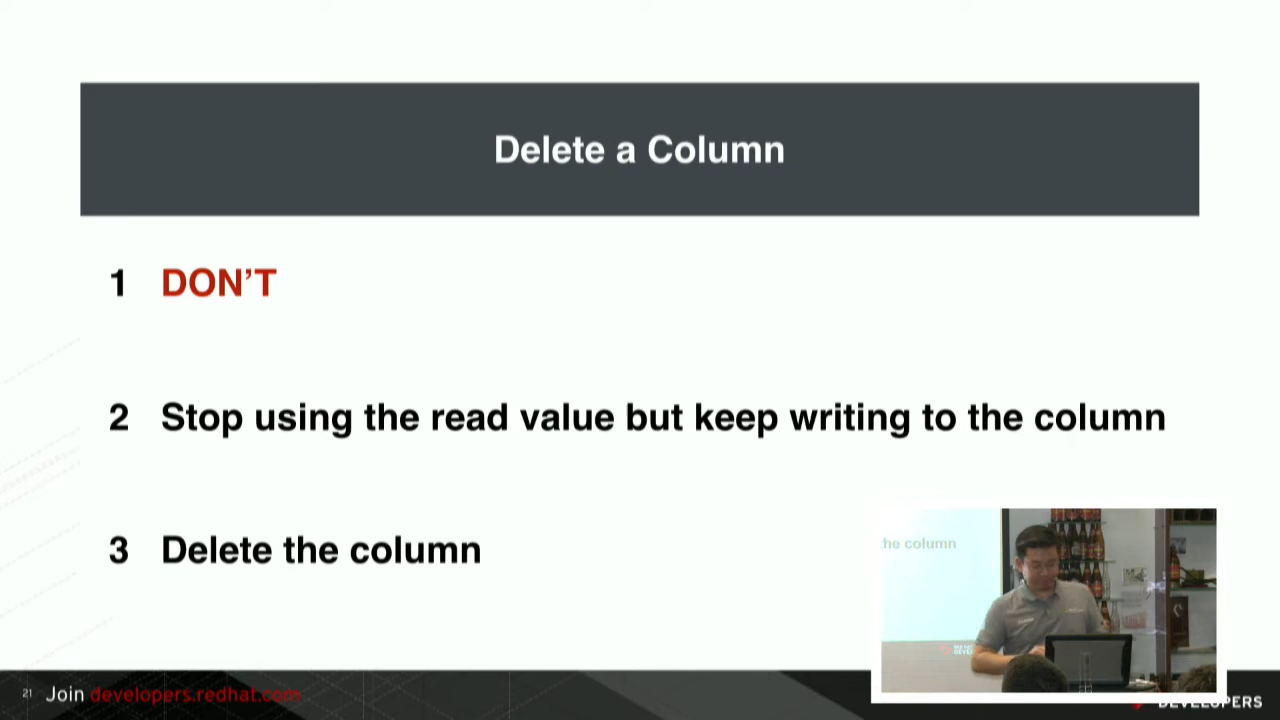 Delete a Column
1 DON'T
2 Stop using the read value but keep writing to the column
3 Delete the column
the column
21 Join developers.redhat.com
DEVELOPERS